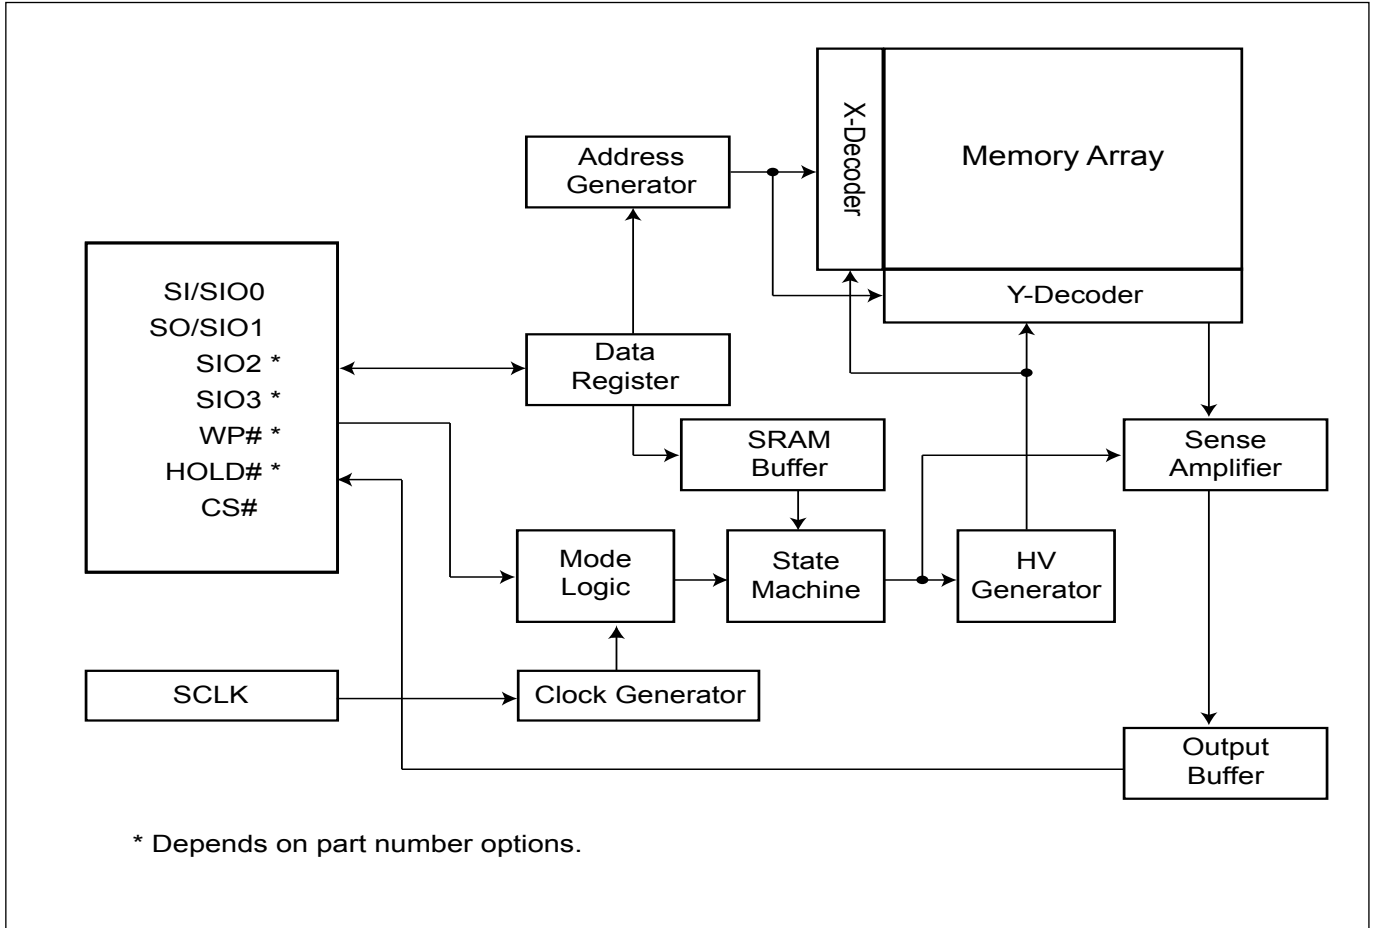 X-Decoder
Memory Array
Address
Generator
SI/SIO0
SO/SIO1
SIO2 *
SIO3 *
WP# *
HOLD# *
CS#
Y-Decoder
Data
Register
SRAM
Buffer
Sense
Amplifier
Mode
Logic
State
Machine
HV
Generator
SCLK
Clock Generator
Output
Buffer
* Depends on part number options.